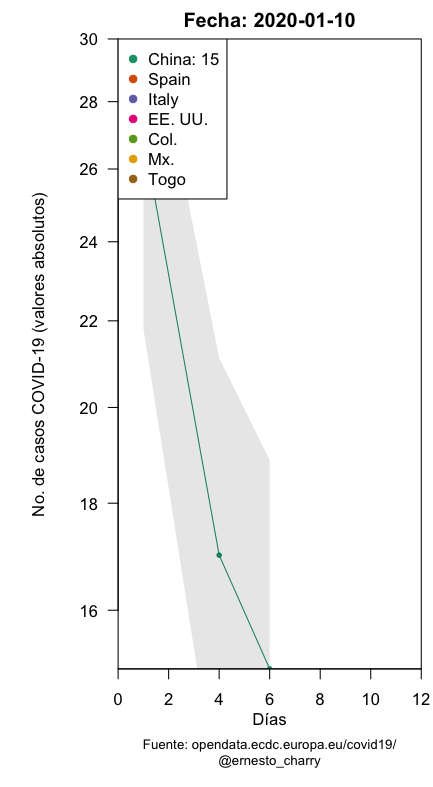 Fecha: 2020-01-10
China: 15
Spain
Italy
EE. UU.
Col.
Mx.
Togo
No. de casos COVID-19 (valores absolutos)
30
28
26
24
22
20
18
16
0 2 4 6 8 10 12
Días
Fuente: opendata.ecdc.europa.eu/covid19/
@ernesto_charry